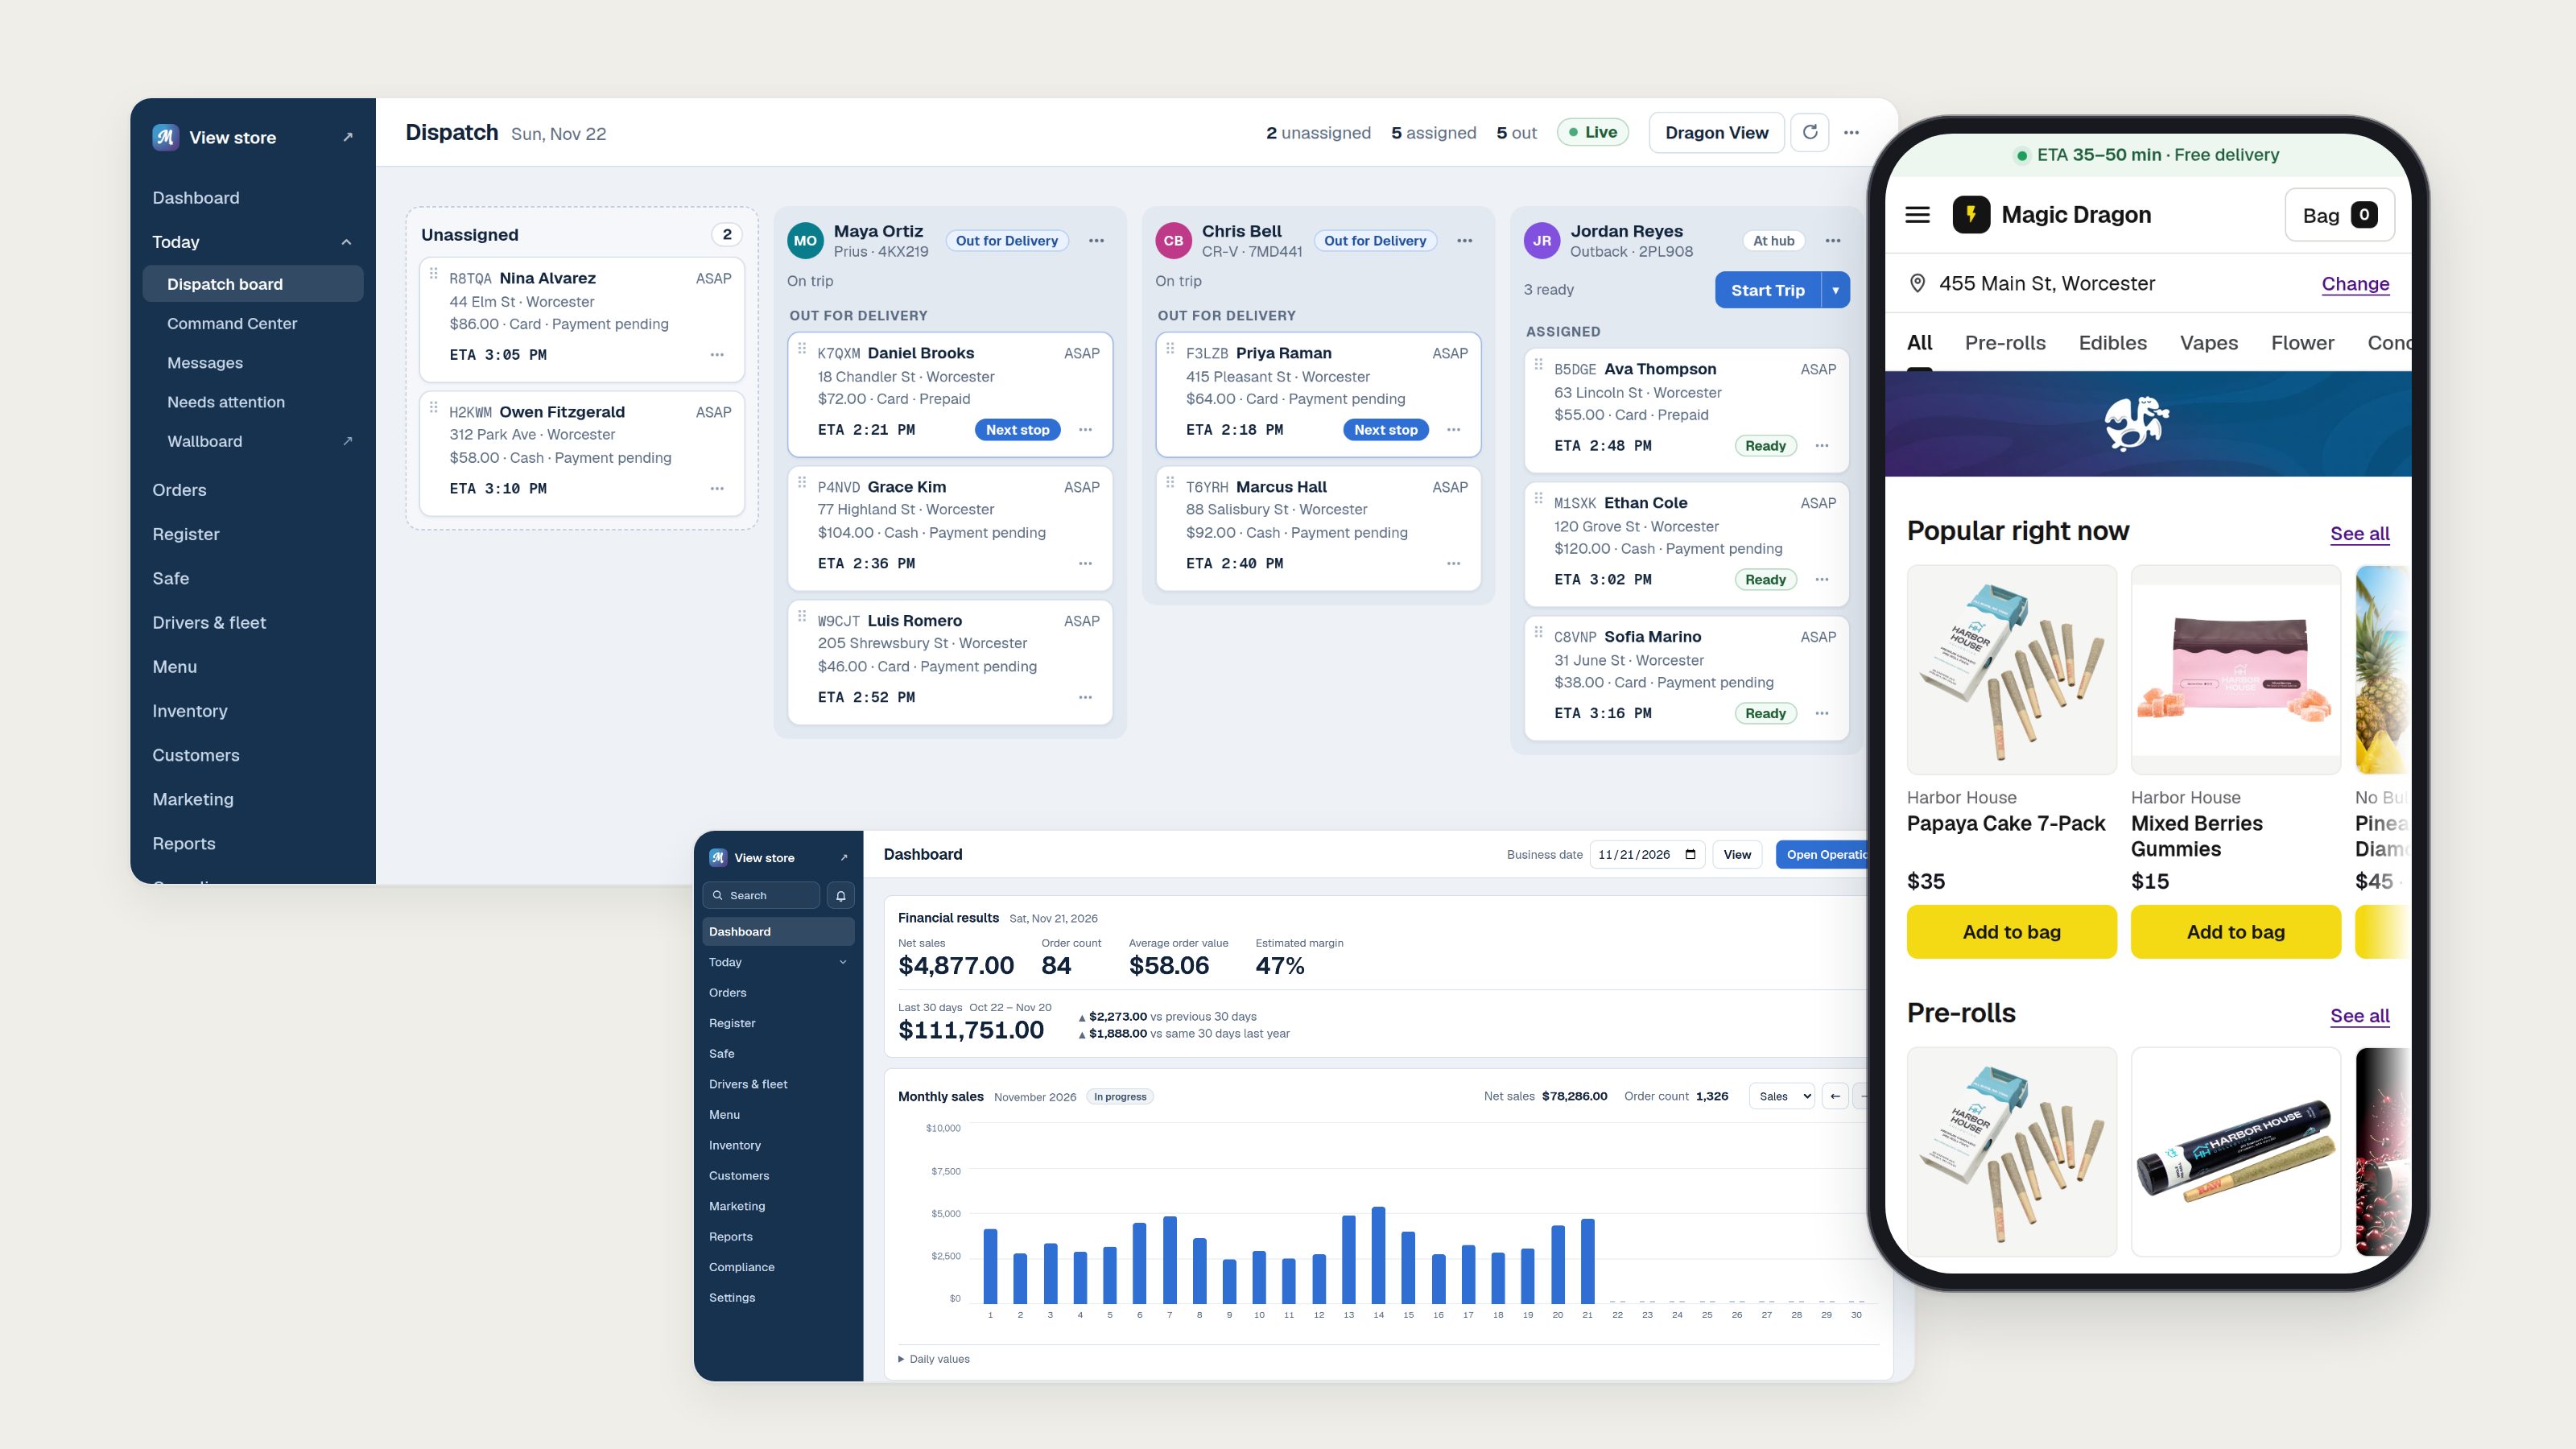 View store ↗
Dashboard
Today
Dispatch board
Command Center
Messages
Needs attention
Wallboard ↗
Orders
Register
Safe
Drivers & fleet
Menu
Inventory
Customers
Marketing
Reports
Dispatch Sun, Nov 22
2 unassigned 5 assigned 5 out Live Dragon View
Unassigned 2
R8TQA Nina Alvarez ASAP
44 Elm St · Worcester
$86.00 · Card · Payment pending
ETA 3:05 PM
H2KWM Owen Fitzgerald ASAP
312 Park Ave · Worcester
$58.00 · Cash · Payment pending
ETA 3:10 PM
MO Maya Ortiz Out for Delivery
Prius · 4KX219
On trip
OUT FOR DELIVERY
K7QXM Daniel Brooks ASAP
18 Chandler St · Worcester
$72.00 · Card · Prepaid
ETA 2:21 PM Next stop
P4NVD Grace Kim ASAP
77 Highland St · Worcester
$104.00 · Cash · Payment pending
ETA 2:36 PM
W9CJT Luis Romero ASAP
205 Shrewsbury St · Worcester
$46.00 · Card · Payment pending
ETA 2:52 PM
CB Chris Bell Out for Delivery
CR-V · 7MD441
On trip
OUT FOR DELIVERY
F3LZB Priya Raman ASAP
415 Pleasant St · Worcester
$64.00 · Card · Payment pending
ETA 2:18 PM Next stop
T6YRH Marcus Hall ASAP
88 Salisbury St · Worcester
$92.00 · Cash · Payment pending
ETA 2:40 PM
JR Jordan Reyes At hub
Outback · 2PL908
3 ready Start Trip
ASSIGNED
B5DGE Ava Thompson ASAP
63 Lincoln St · Worcester
$55.00 · Card · Prepaid
ETA 2:48 PM Ready
M1SXK Ethan Cole ASAP
120 Grove St · Worcester
$120.00 · Cash · Payment pending
ETA 3:02 PM Ready
C8VNP Sofia Marino ASAP
31 June St · Worcester
$38.00 · Card · Payment pending
ETA 3:16 PM Ready
View store ↗
Search
Dashboard
Today
Orders
Register
Safe
Drivers & fleet
Menu
Inventory
Customers
Marketing
Reports
Compliance
Settings
Dashboard
Business date 11/21/2026 View Open Operatio
Financial results Sat, Nov 21, 2026
Net sales Order count Average order value Estimated margin
$4,877.00 84 $58.06 47%
Last 30 days Oct 22 – Nov 20
$111,751.00
▲ $2,273.00 vs previous 30 days
▲ $1,888.00 vs same 30 days last year
Monthly sales November 2026 In progress
Net sales $78,286.00 Order count 1,326 Sales ←
$10,000
$7,500
$5,000
$2,500
$0
1 2 3 4 5 6 7 8 9 10 11 12 13 14 15 16 17 18 19 20 21 22 23 24 25 26 27 28 29 30
Daily values
ETA 35–50 min · Free delivery
Magic Dragon Bag 0
455 Main St, Worcester Change
All Pre-rolls Edibles Vapes Flower Conc
Popular right now See all
HARBOR
HOUSE
HARBOR
HOUSE
Harbor House
Papaya Cake 7-Pack
$35
Add to bag
Harbor House
Mixed Berries
Gummies
$15
Add to bag
No Bul
Pinea
Diam
$45 ·
Pre-rolls See all
HARBOR
HOUSE
HARBOR HOUSE
RAW